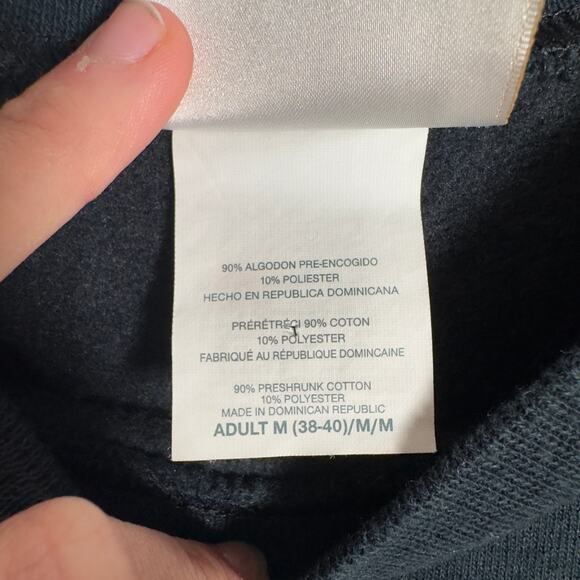 90% ALGODON PRE-ENCOGIDO
10% POLIESTER
HECHO EN REPUBLICA DOMINICANA
PRÉRÉTRÉCI 90% COTON
10% POLYESTER
FABRIQUÉ AU RÉPUBLIQUE DOMINCAINE
90% PRESHRUNK COTTON
10% POLYESTER
MADE IN DOMINICAN REPUBLIC
ADULT M (38-40)/M/M